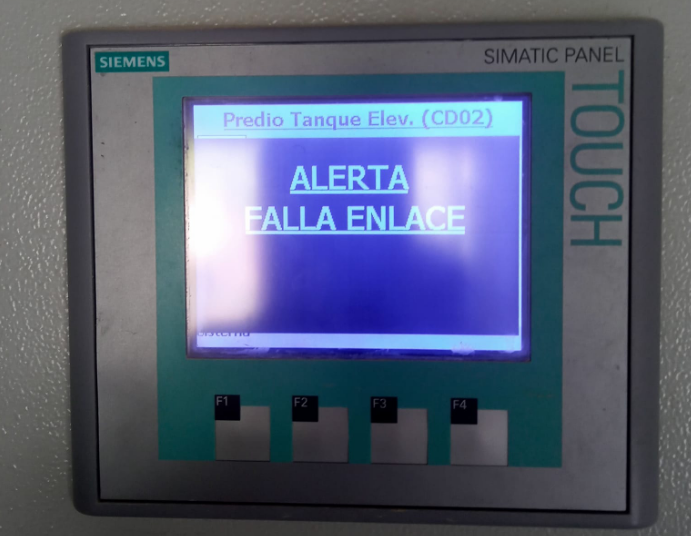 SIEMENS
SIMATIC PANEL
TOUCH
Predio Tanque Elev. (CD02)
ALERTA
FALLA ENLACE
F1
F2
F3
F4